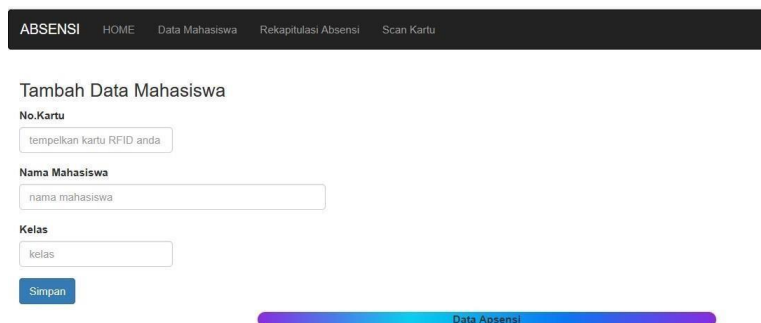 ABSENSI HOME Data Mahasiswa Rekapitulasi Absensi Scan Kartu
Tambah Data Mahasiswa
No.Kartu
tempelkan kartu RFID anda
Nama Mahasiswa
nama mahasiswa
Kelas
kelas
Simpan
Data Apsensi